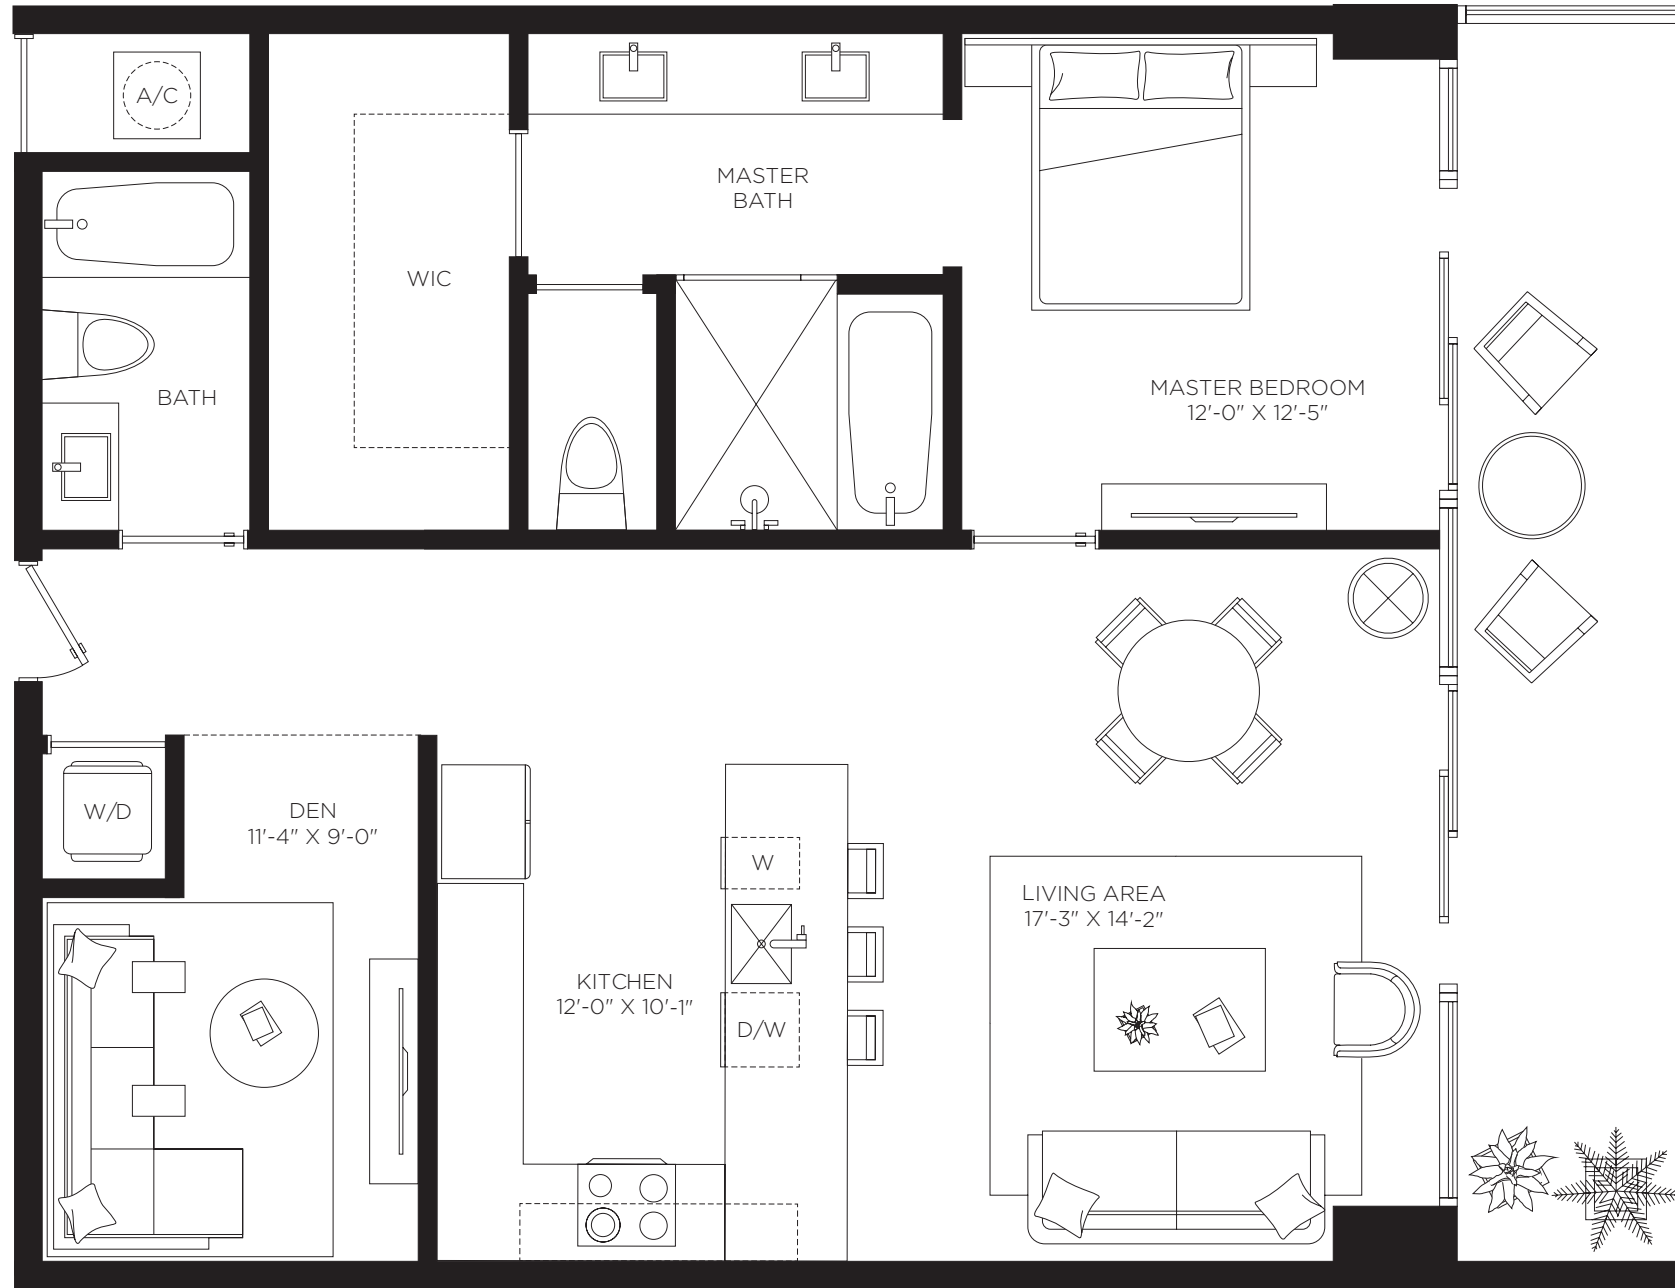 A/C
MASTER
BATH
WIC
BATH
MASTER BEDROOM
12'-0" X 12'-5"
W/D
DEN
11'-4" X 9'-0"
W
LIVING AREA
17'-3" X 14'-2"
KITCHEN
12'-0" X 10'-1"
D/W